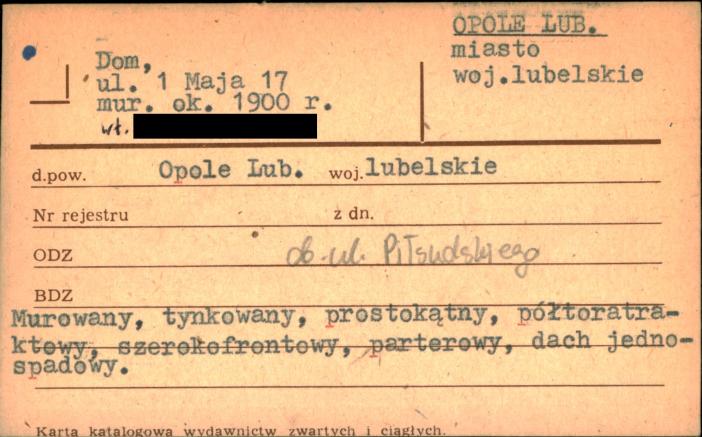 OPOLE LUB.
miasto
woj.lubelskie
Dom,
ul. 1 Maja 17
mur. ok. 1900 r.
wł.
d.pow. Opole Lub. woj.lubelskie
Nr rejestru z dn.
ODZ ob. ul. Piłsudskiego
BDZ
Murowany, tynkowany, prostokątny, półtoratra-
ktowy, szerokofrontowy, parterowy, dach jedno-
spadowy.
Karta katalogowa wydawnictw zwartych i ciągłych.